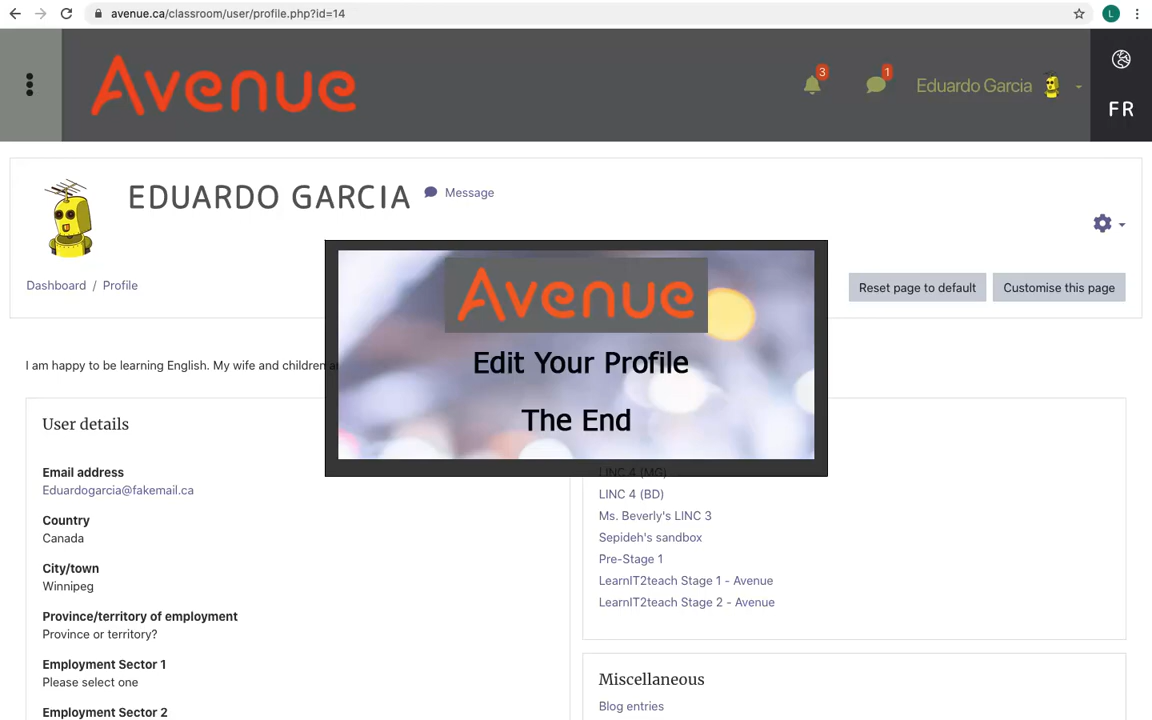 avenue.ca/classroom/user/profile.php?id=14
L
Avenue
3
1
Eduardo Garcia
FR
EDUARDO GARCIA
Message
Dashboard / Profile
Reset page to default
Customise this page
Avenue
Edit Your Profile
The End
I am happy to be learning English. My wife and children
User details
Email address
Eduardogarcia@fakemail.ca
Country
Canada
City/town
Winnipeg
Province/territory of employment
Province or territory?
Employment Sector 1
Please select one
Employment Sector 2
LINC 4 (MG)
LINC 4 (BD)
Ms. Beverly's LINC 3
Sepideh's sandbox
Pre-Stage 1
LearnIT2teach Stage 1 - Avenue
LearnIT2teach Stage 2 - Avenue
Miscellaneous
Blog entries